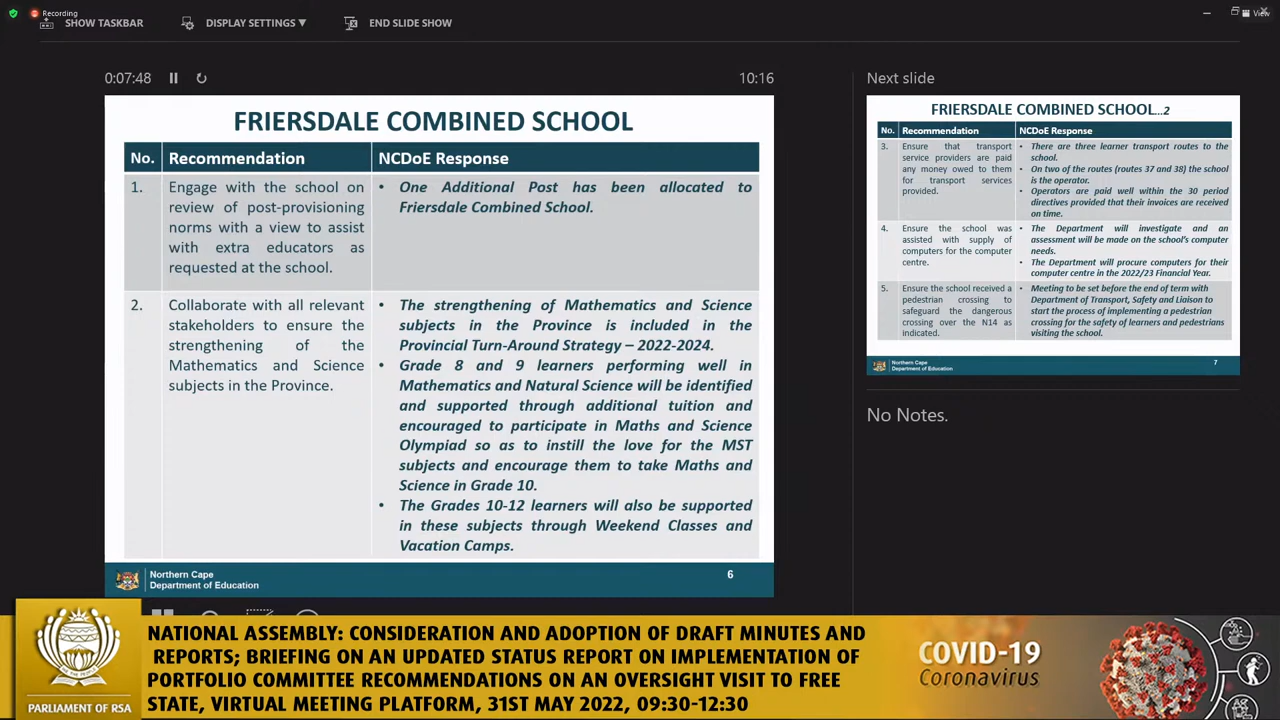 Recording
View
SHOW TASKBAR
DISPLAY SETTINGS ▼
END SLIDE SHOW
0:07:48
10:16
FRIERSDALE COMBINED SCHOOL
No. Recommendation NCDoE Response
1.
Engage with the school on
review of post-provisioning
norms with a view to assist
with extra educators as
requested at the school.
• One Additional Post has been allocated to
Friersdale Combined School.
2.
Collaborate with all relevant
stakeholders to ensure the
strengthening of the
Mathematics and Science
subjects in the Province.
• The strengthening of Mathematics and Science
subjects in the Province is included in the
Provincial Turn-Around Strategy – 2022-2024.
• Grade 8 and 9 learners performing well in
Mathematics and Natural Science will be identified
and supported through additional tuition and
encouraged to participate in Maths and Science
Olympiad so as to instill the love for the MST
subjects and encourage them to take Maths and
Science in Grade 10.
• The Grades 10-12 learners will also be supported
in these subjects through Weekend Classes and
Vacation Camps.
Northern Cape
Department of Education
6
Next slide
FRIERSDALE COMBINED SCHOOL...2
No. Recommendation NCDoE Response
3.
Ensure that transport
service providers are paid
any money owed to them
for transport services
provided.
• There are three learner transport routes to the
school.
• On two of the routes (routes 37 and 38) the school
is the operator.
• Operators are paid well within the 30 period
directives provided that their invoices are received
on time.
4.
Ensure the school was
assisted with supply of
computers for the computer
centre.
• The Department will investigate and an
assessment will be made on the school's computer
needs.
• The Department will procure computers for their
computer centre in the 2022/23 Financial Year.
5.
Ensure the school received a
pedestrian crossing to
safeguard the dangerous
crossing over the N14 as
indicated.
• Meeting to be set before the end of term with
Department of Transport, Safety and Liaison to
start the process of implementing a pedestrian
crossing for the safety of learners and pedestrians
visiting the school.
Northern Cape
Department of Education
7
No Notes.
PARLIAMENT OF RSA
NATIONAL ASSEMBLY: CONSIDERATION AND ADOPTION OF DRAFT MINUTES AND
REPORTS; BRIEFING ON AN UPDATED STATUS REPORT ON IMPLEMENTATION OF
PORTFOLIO COMMITTEE RECOMMENDATIONS ON AN OVERSIGHT VISIT TO FREE
STATE, VIRTUAL MEETING PLATFORM, 31ST MAY 2022, 09:30-12:30
COVID-19
Coronavirus